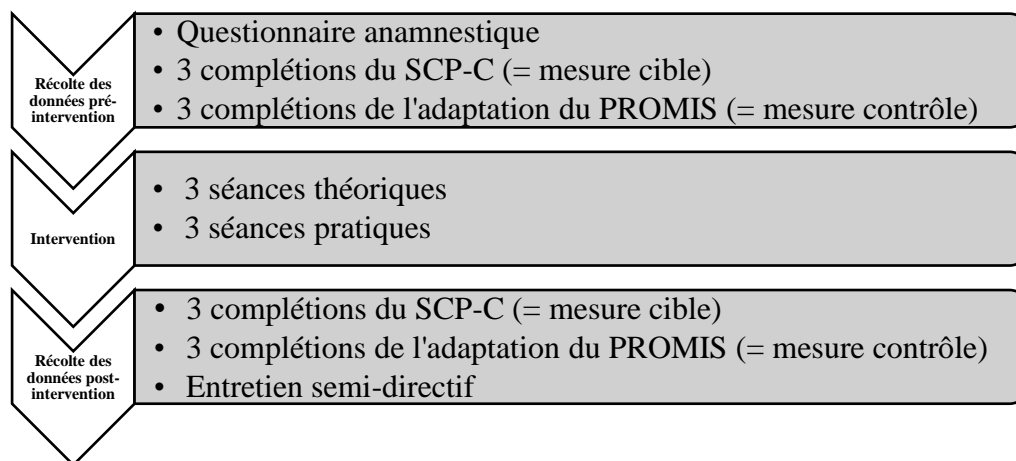 Récolte des
données pré-
intervention
• Questionnaire anamnestique
• 3 complétions du SCP-C (= mesure cible)
• 3 complétions de l'adaptation du PROMIS (= mesure contrôle)
Intervention
• 3 séances théoriques
• 3 séances pratiques
Récolte des
données post-
intervention
• 3 complétions du SCP-C (= mesure cible)
• 3 complétions de l'adaptation du PROMIS (= mesure contrôle)
• Entretien semi-directif